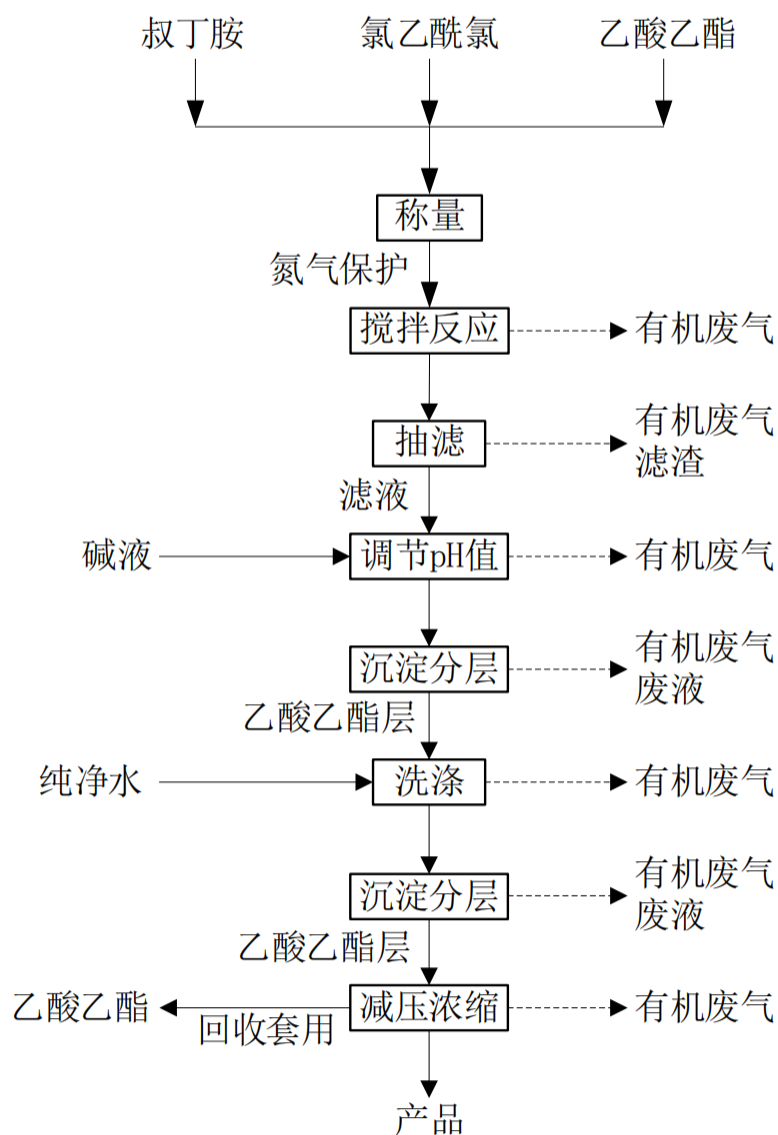 叔丁胺
氯乙酰氯
乙酸乙酯
称量
氮气保护
搅拌反应
有机废气
抽滤
有机废气
滤渣
滤液
碱液
调节pH值
有机废气
沉淀分层
有机废气
废液
乙酸乙酯层
纯净水
洗涤
有机废气
沉淀分层
有机废气
废液
乙酸乙酯层
乙酸乙酯
回收套用
减压浓缩
有机废气
产品